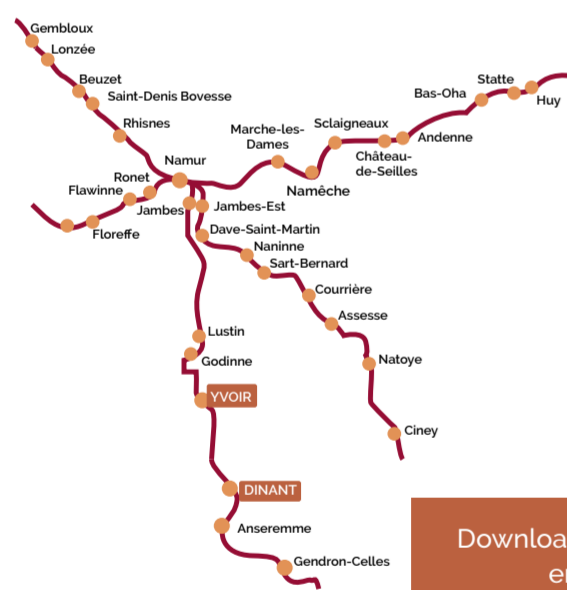 Gembloux
Lonzée
Beuzet
Saint-Denis Bovesse
Rhisnes
Namur
Ronet
Flawinne
Floreffe
Jambes
Jambes-Est
Marche-les-
Dames
Namêche
Sclaigneaux
Château-
de-Seilles
Andenne
Bas-Oha
Statte
Huy
Dave-Saint-Martin
Naninne
Sart-Bernard
Courrière
Assesse
Natoye
Ciney
Lustin
Godinne
YVOIR
DINANT
Anseremme
Gendron-Celles